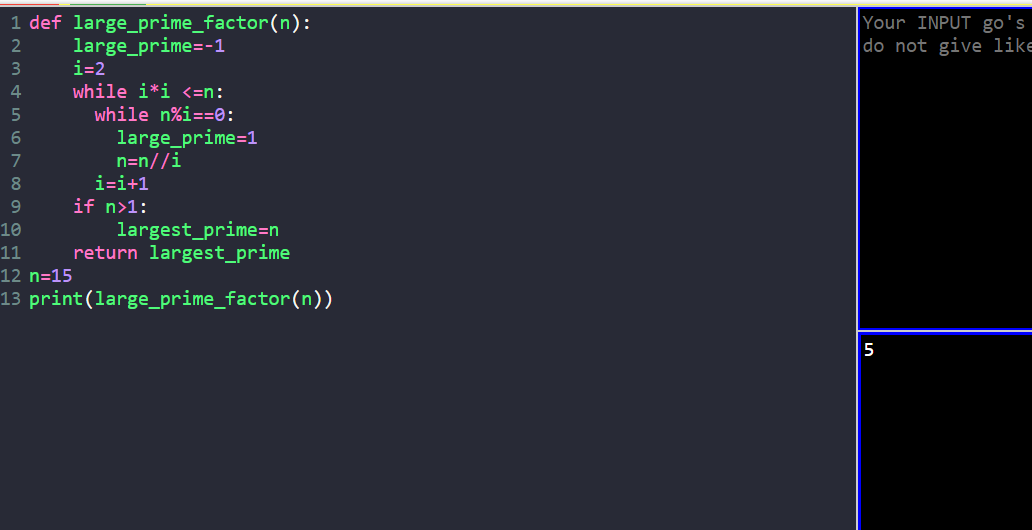 1 def large_prime_factor(n):
2     large_prime=-1
3     i=2
4     while i*i <=n:
5       while n%i==0:
6         large_prime=1
7         n=n//i
8       i=i+1
9     if n>1:
10         largest_prime=n
11     return largest_prime
12 n=15
13 print(large_prime_factor(n))
Your INPUT go's
do not give like
5